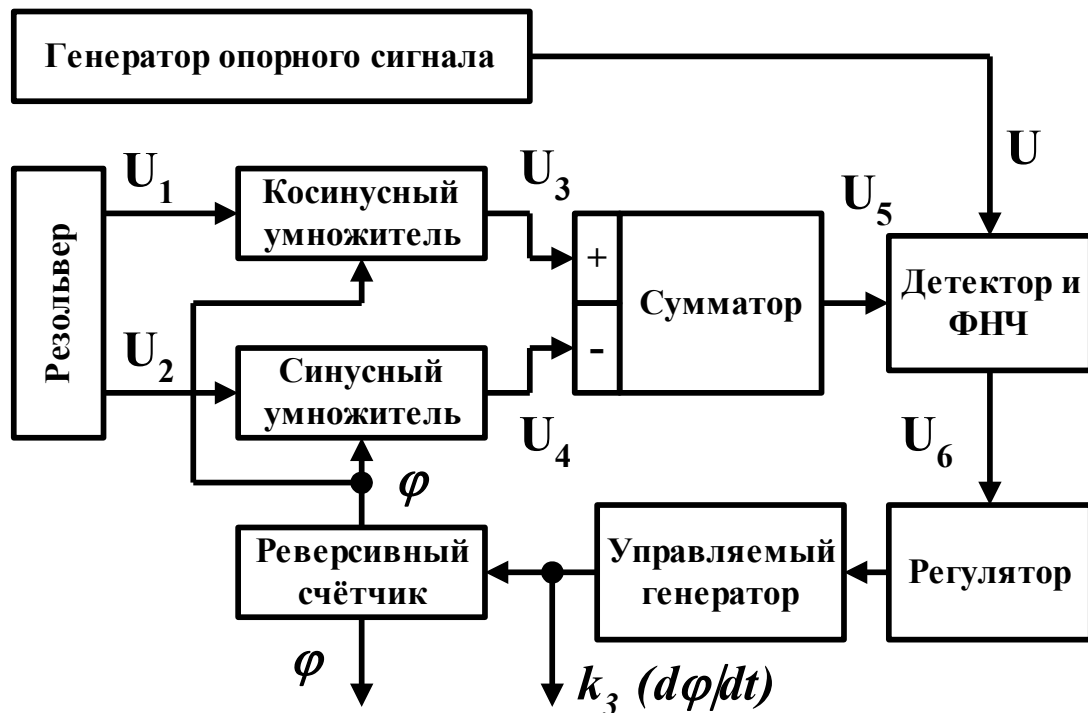 Генератор опорного сигнала
U
U1
Косинусный
умножитель
U3
U5
Резольвер
+
Сумматор
-
Детектор и
ФНЧ
U2
Синусный
умножитель
U4
U6
φ
Реверсивный
счётчик
Управляемый
генератор
Регулятор
φ
k3 (dφ/dt)